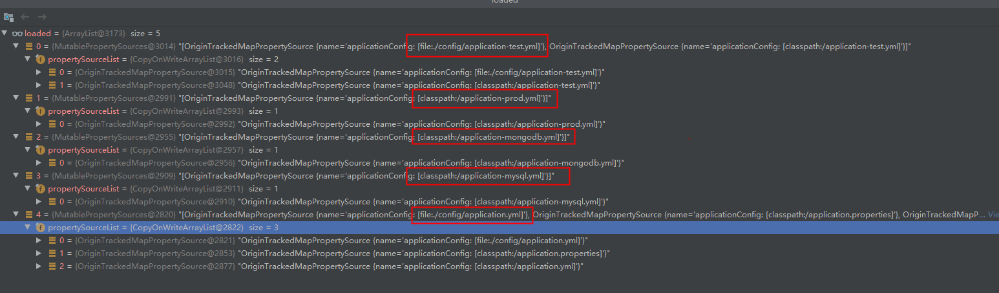 loaded
loaded = {ArrayList@3173} size = 5
0 = {MutablePropertySources@3014} "[OriginTrackedMapPropertySource {name='applicationConfig: [file:./config/application-test.yml]'}, OriginTrackedMapPropertySource {name='applicationConfig: [classpath:/application-test.yml]'}]"
propertySourceList = {CopyOnWriteArrayList@3016} size = 2
0 = {OriginTrackedMapPropertySource@3015} "OriginTrackedMapPropertySource {name='applicationConfig: [file:./config/application-test.yml]'}"
1 = {OriginTrackedMapPropertySource@3048} "OriginTrackedMapPropertySource {name='applicationConfig: [classpath:/application-test.yml]'}"
1 = {MutablePropertySources@2991} "[OriginTrackedMapPropertySource {name='applicationConfig: [classpath:/application-prod.yml]'}]"
propertySourceList = {CopyOnWriteArrayList@2993} size = 1
0 = {OriginTrackedMapPropertySource@2992} "OriginTrackedMapPropertySource {name='applicationConfig: [classpath:/application-prod.yml]'}"
2 = {MutablePropertySources@2955} "[OriginTrackedMapPropertySource {name='applicationConfig: [classpath:/application-mongodb.yml]'}]"
propertySourceList = {CopyOnWriteArrayList@2957} size = 1
0 = {OriginTrackedMapPropertySource@2956} "OriginTrackedMapPropertySource {name='applicationConfig: [classpath:/application-mongodb.yml]'}"
3 = {MutablePropertySources@2909} "[OriginTrackedMapPropertySource {name='applicationConfig: [classpath:/application-mysql.yml]'}]"
propertySourceList = {CopyOnWriteArrayList@2911} size = 1
0 = {OriginTrackedMapPropertySource@2910} "OriginTrackedMapPropertySource {name='applicationConfig: [classpath:/application-mysql.yml]'}"
4 = {MutablePropertySources@2820} "[OriginTrackedMapPropertySource {name='applicationConfig: [file:./config/application.yml]'}, OriginTrackedMapPropertySource {name='applicationConfig: [classpath:/application.properties]'}, OriginTrackedMapP... Vie
propertySourceList = {CopyOnWriteArrayList@2822} size = 3
0 = {OriginTrackedMapPropertySource@2821} "OriginTrackedMapPropertySource {name='applicationConfig: [file:./config/application.yml]'}"
1 = {OriginTrackedMapPropertySource@2853} "OriginTrackedMapPropertySource {name='applicationConfig: [classpath:/application.properties]'}"
2 = {OriginTrackedMapPropertySource@2877} "OriginTrackedMapPropertySource {name='applicationConfig: [classpath:/application.yml]'}"